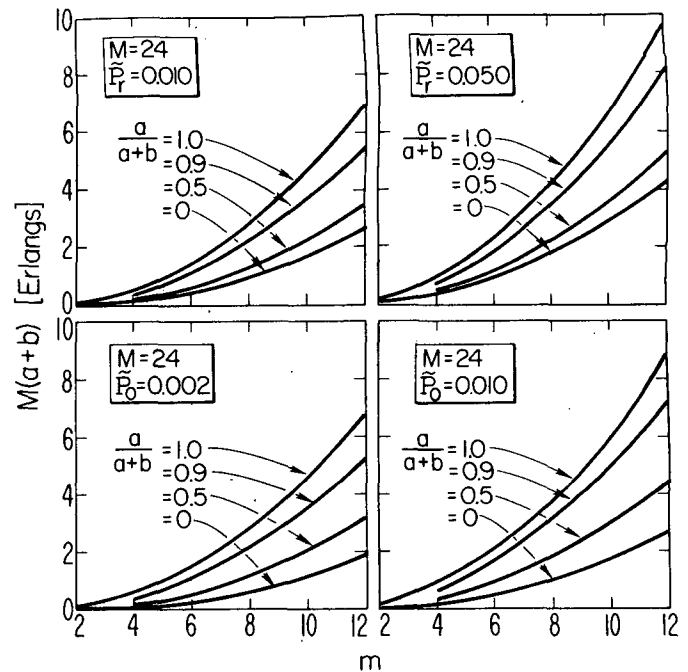 10
8
6
4
2
0
M=24
P̃r=0.010
a/(a+b) =1.0
=0.9
=0.5
=0
M=24
P̃r=0.050
a/(a+b) =1.0
=0.9
=0.5
=0
M(a+b) [Erlangs]
10
8
6
4
2
0
M=24
P̃0=0.002
a/(a+b) =1.0
=0.9
=0.5
=0
2 4 6 8 10 12
M=24
P̃0=0.010
a/(a+b) =1.0
=0.9
=0.5
=0
2 4 6 8 10 12
m